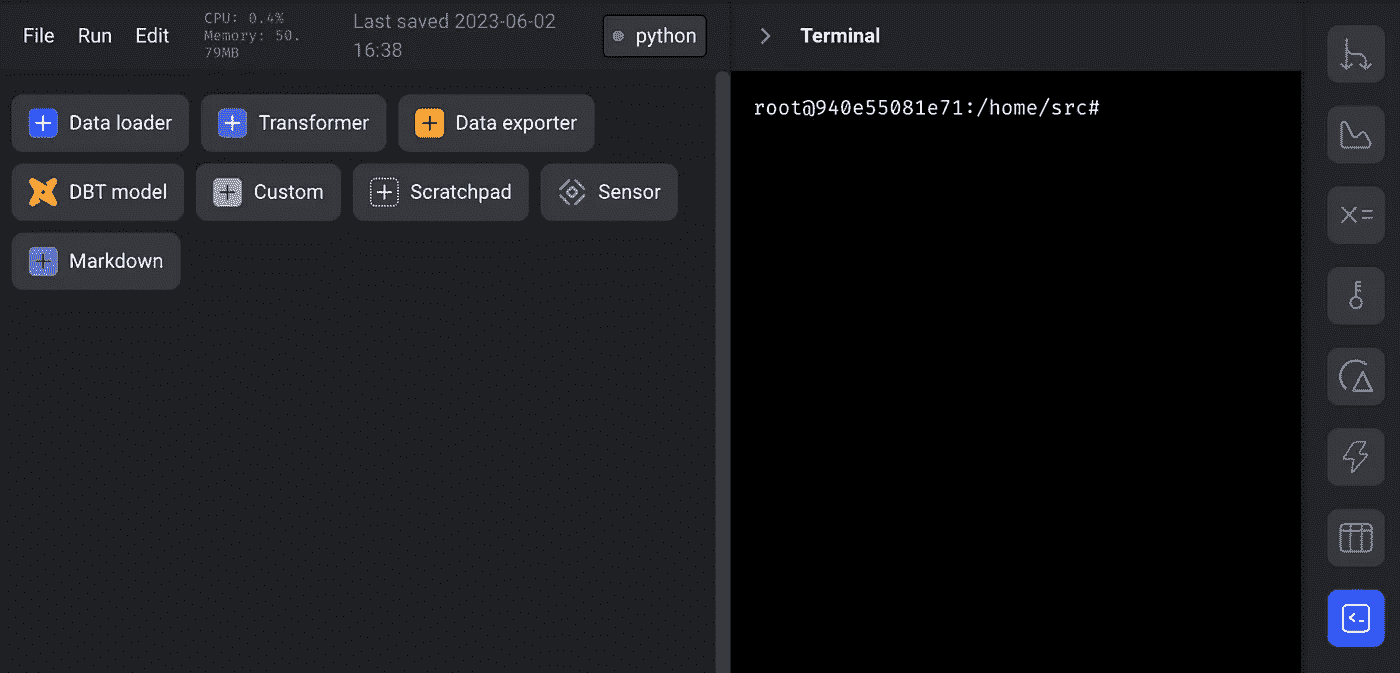 File Run Edit
CPU: 0.4%
Memory: 50.
79MB
Last saved 2023-06-02
16:38
python
Terminal
root@940e55081e71:/home/src#
Data loader
Transformer
Data exporter
DBT model
Custom
Scratchpad
Sensor
Markdown